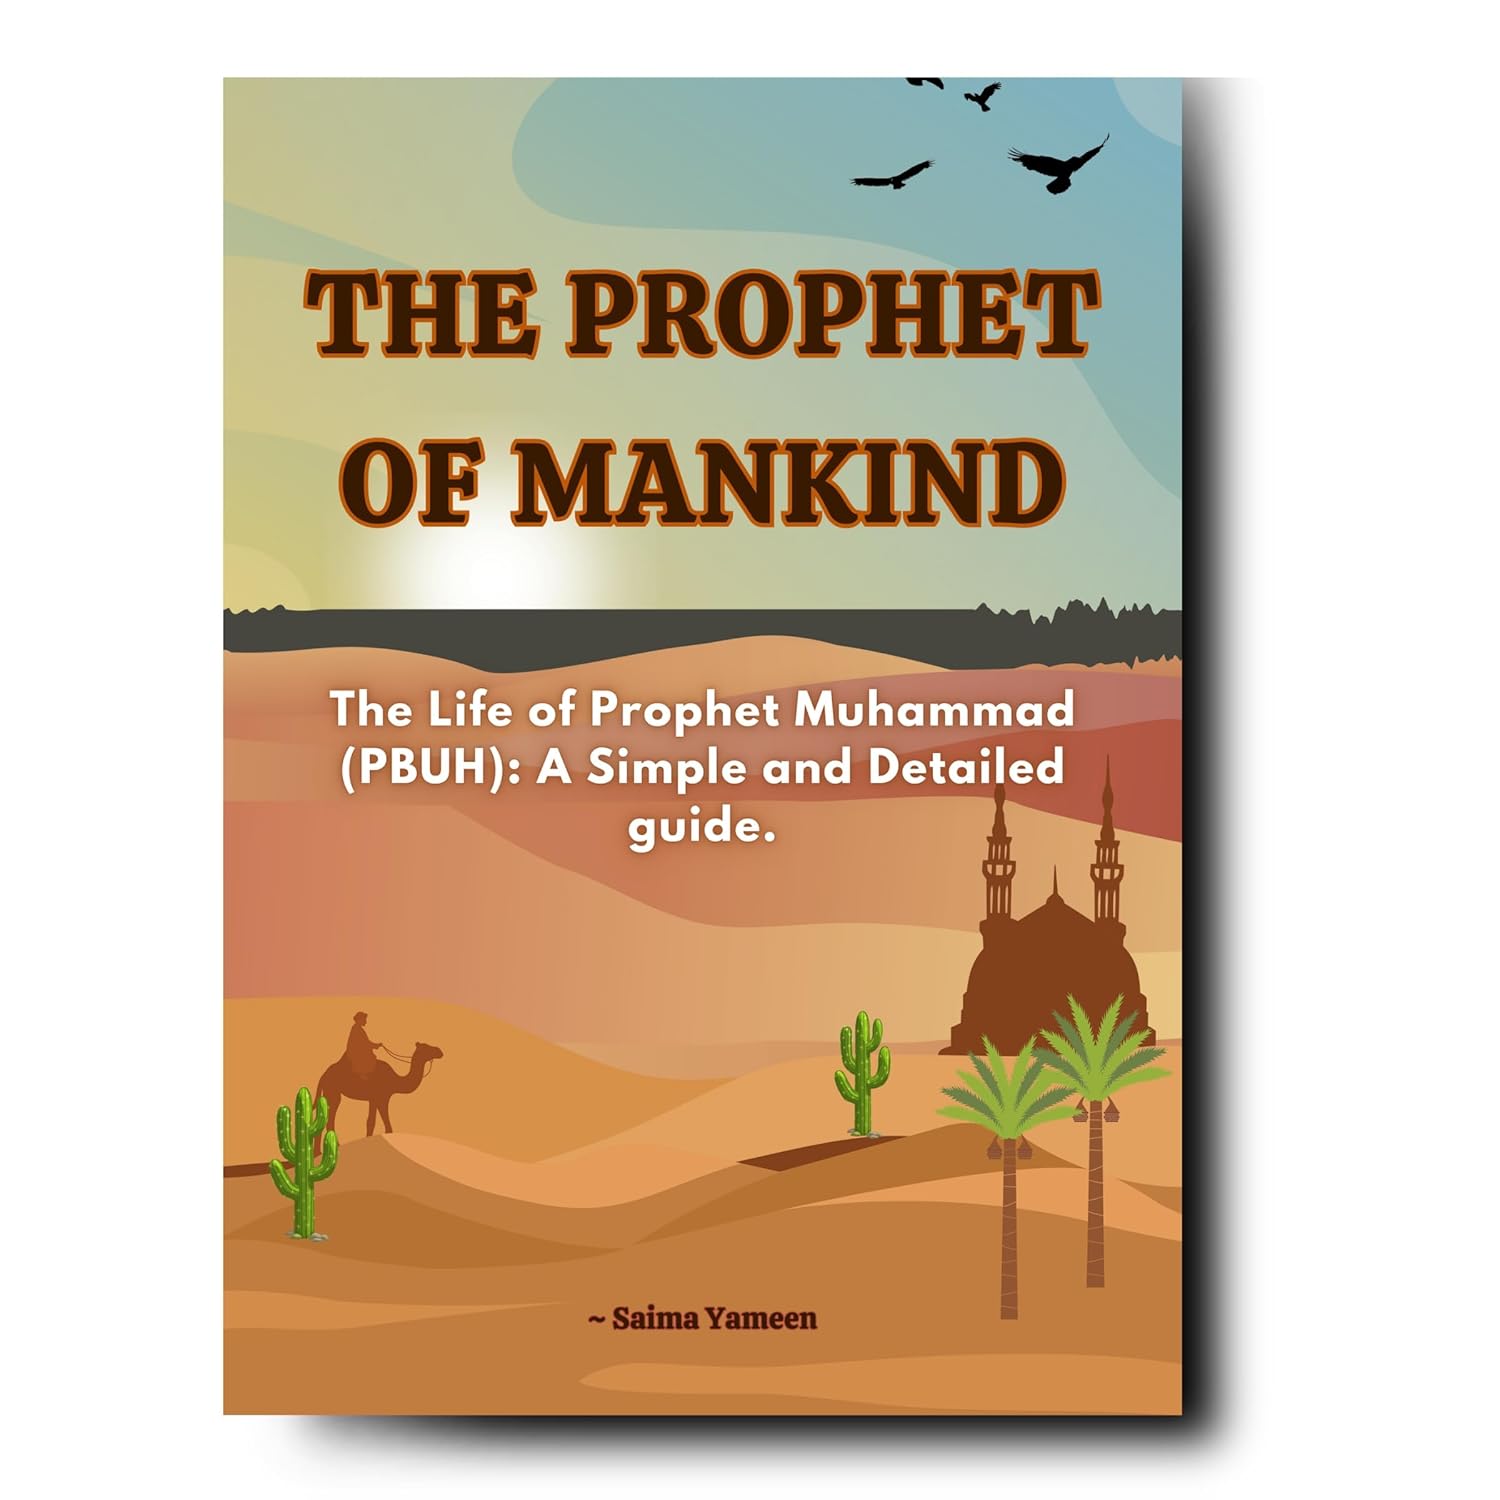 THE PROPHET
OF MANKIND
The Life of Prophet Muhammad
(PBUH): A Simple and Detailed
guide.
~ Saima Yameen